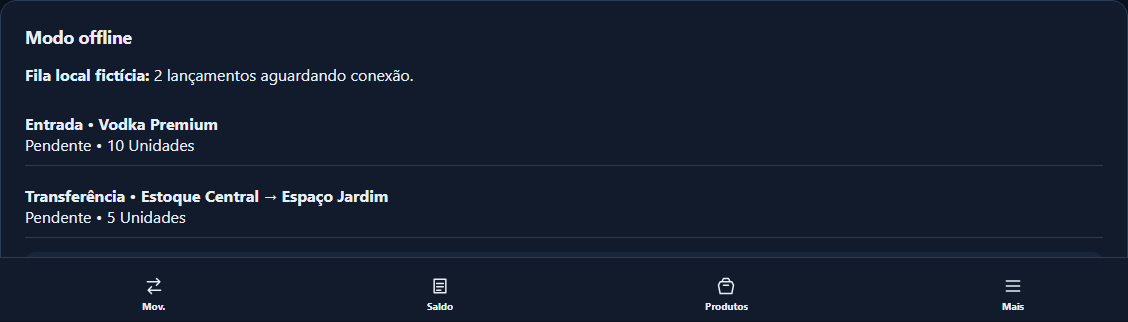 Modo offline
Fila local fictícia: 2 lançamentos aguardando conexão.
Entrada • Vodka Premium
Pendente • 10 Unidades
Transferência • Estoque Central → Espaço Jardim
Pendente • 5 Unidades
Mov.
Saldo
Produtos
Mais